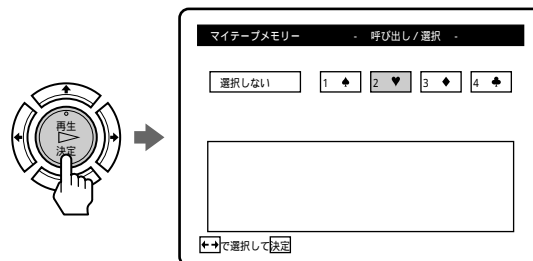 マイテープメモリー - 呼び出し / 選択 -
選択しない 1 ♠ 2 ♥ 3 ♦ 4 ♣
再生
決定
←→で選択して決定